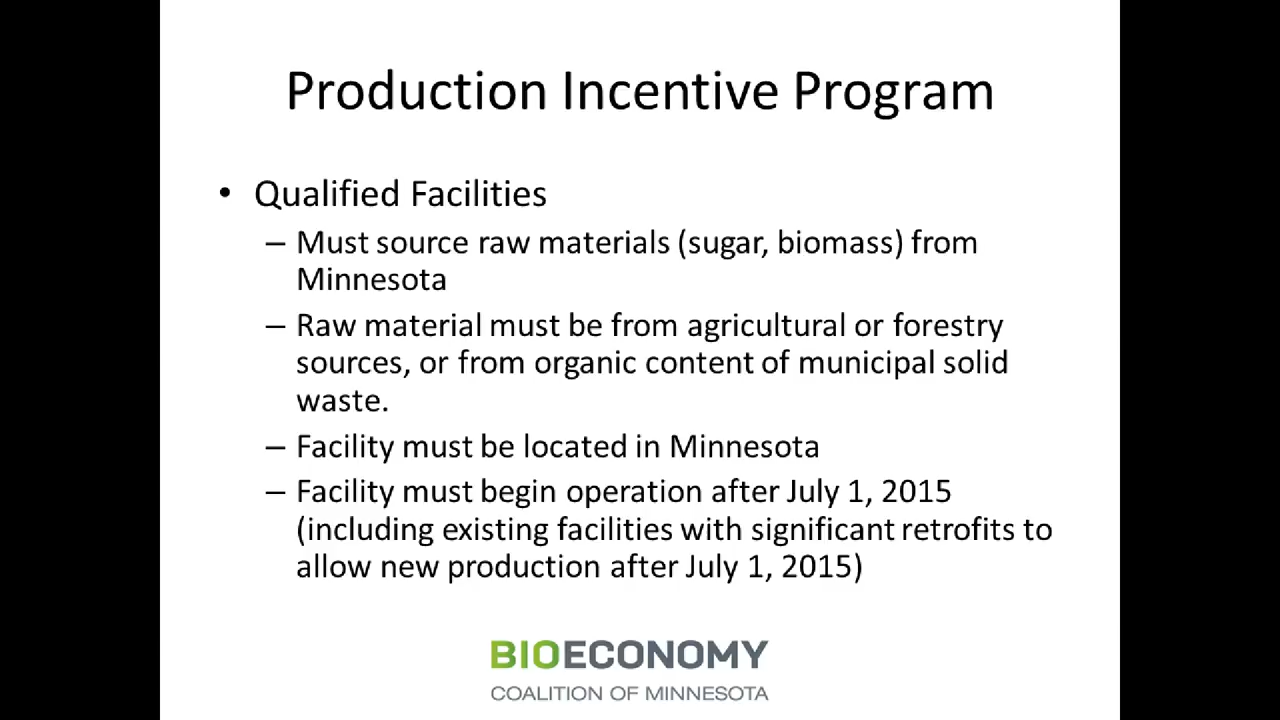 Production Incentive Program
• Qualified Facilities
– Must source raw materials (sugar, biomass) from
Minnesota
– Raw material must be from agricultural or forestry
sources, or from organic content of municipal solid
waste.
– Facility must be located in Minnesota
– Facility must begin operation after July 1, 2015
(including existing facilities with significant retrofits to
allow new production after July 1, 2015)
BIOECONOMY
COALITION OF MINNESOTA